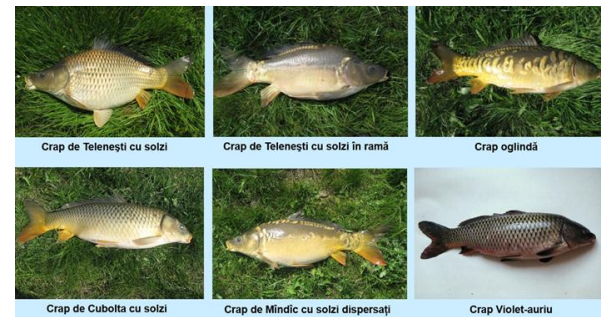 Crap de Telenești cu solzi
Crap de Telenești cu solzi în ramă
Crap oglindă
Crap de Cubolta cu solzi
Crap de Mîndîc cu solzi dispersați
Crap Violet-auriu